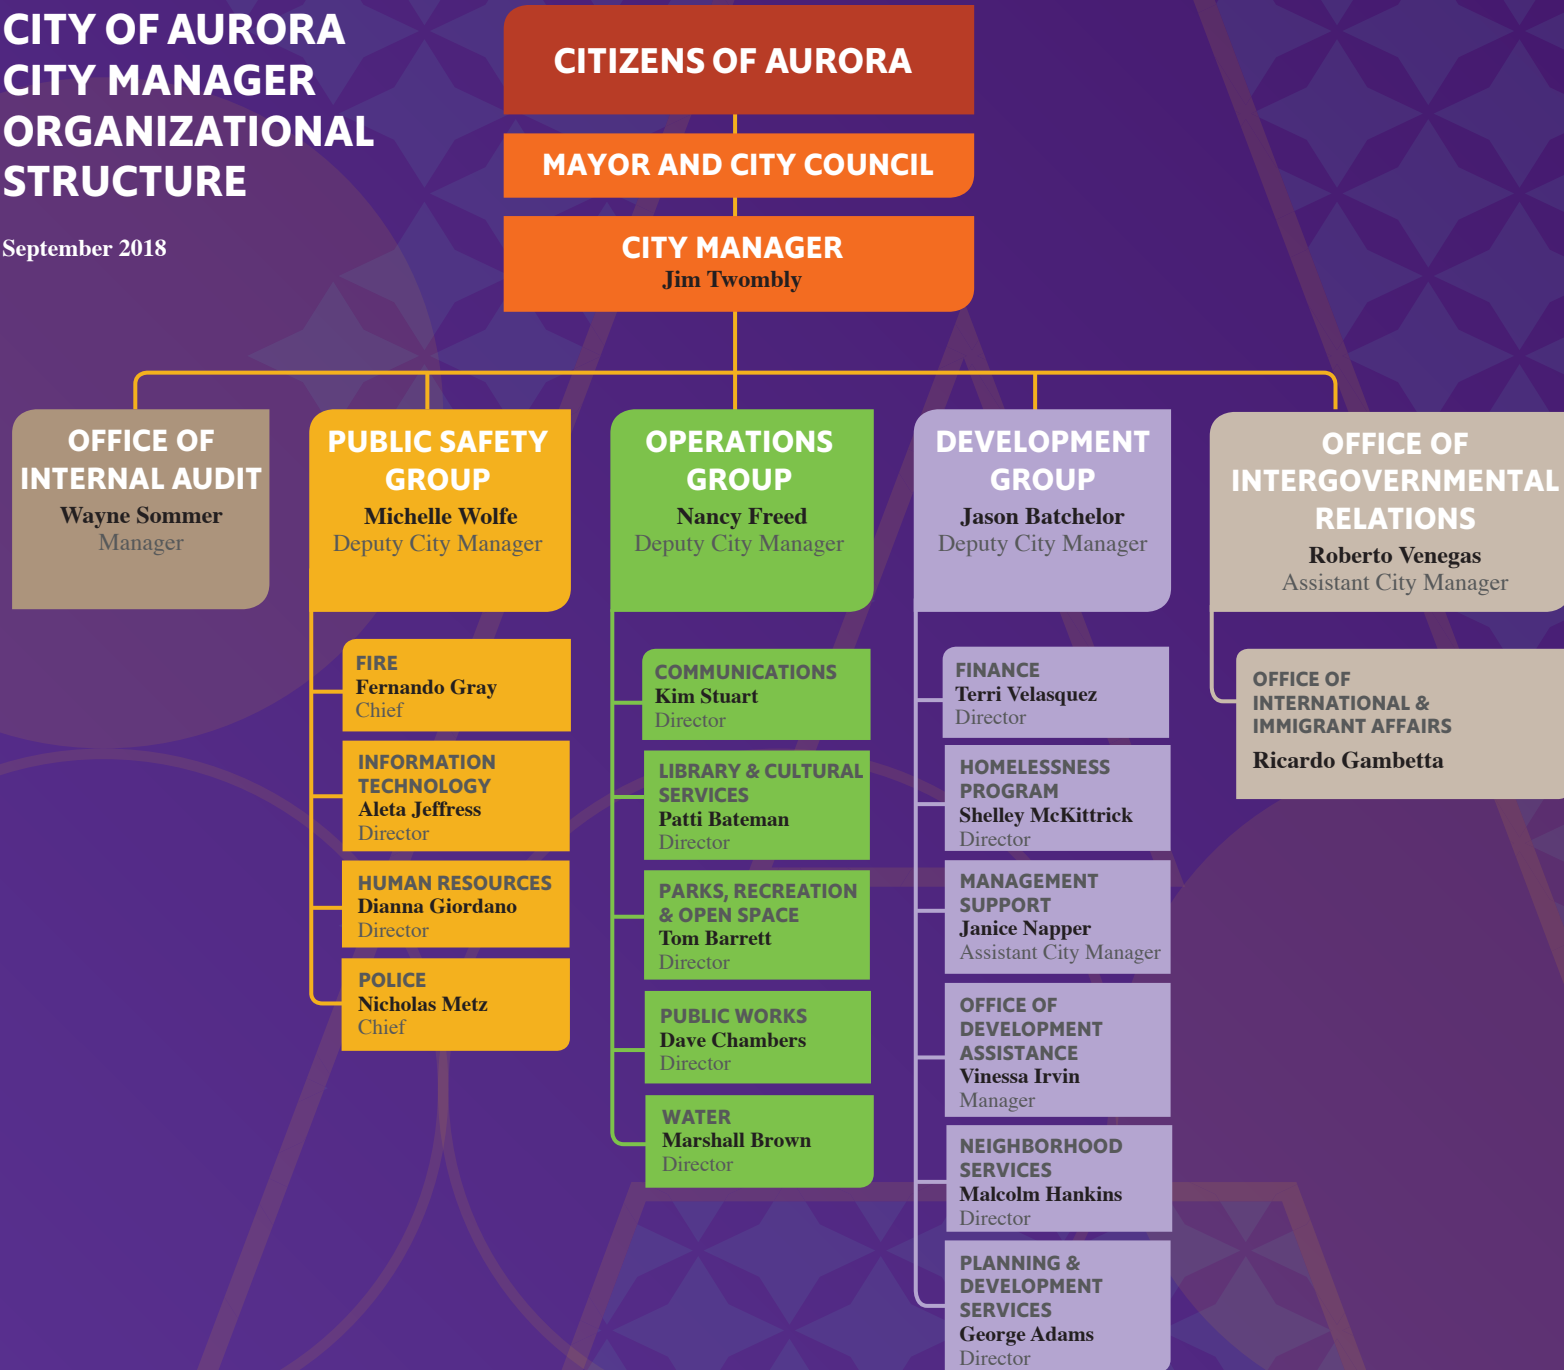 CITY OF AURORA
CITY MANAGER
ORGANIZATIONAL
STRUCTURE
September 2018
CITIZENS OF AURORA
MAYOR AND CITY COUNCIL
CITY MANAGER
Jim Twombly
OFFICE OF
INTERNAL AUDIT
Wayne Sommer
Manager
PUBLIC SAFETY
GROUP
Michelle Wolfe
Deputy City Manager
FIRE
Fernando Gray
Chief
INFORMATION
TECHNOLOGY
Aleta Jeffress
Director
HUMAN RESOURCES
Dianna Giordano
Director
POLICE
Nicholas Metz
Chief
OPERATIONS
GROUP
Nancy Freed
Deputy City Manager
COMMUNICATIONS
Kim Stuart
Director
LIBRARY & CULTURAL
SERVICES
Patti Bateman
Director
PARKS, RECREATION
& OPEN SPACE
Tom Barrett
Director
PUBLIC WORKS
Dave Chambers
Director
WATER
Marshall Brown
Director
DEVELOPMENT
GROUP
Jason Batchelor
Deputy City Manager
FINANCE
Terri Velasquez
Director
HOMELESSNESS
PROGRAM
Shelley McKittrick
Director
MANAGEMENT
SUPPORT
Janice Napper
Assistant City Manager
OFFICE OF
DEVELOPMENT
ASSISTANCE
Vinessa Irvin
Manager
NEIGHBORHOOD
SERVICES
Malcolm Hankins
Director
PLANNING &
DEVELOPMENT
SERVICES
George Adams
Director
OFFICE OF
INTERGOVERNMENTAL
RELATIONS
Roberto Venegas
Assistant City Manager
OFFICE OF
INTERNATIONAL &
IMMIGRANT AFFAIRS
Ricardo Gambetta